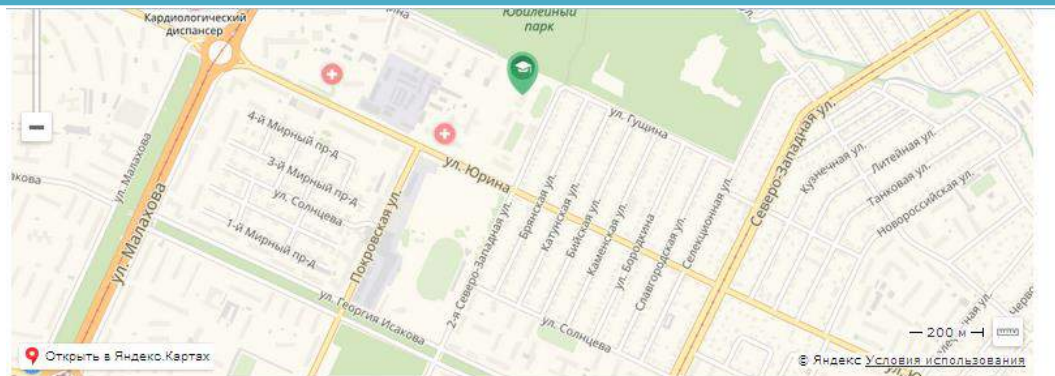 Кардиологический
диспансер
Юбилейный
парк
ул. Гущина
Северо-Западная ул.
Кузнечная ул.
Литейная ул.
Танковая ул.
Новороссийская ул.
4-й Мирный пр-д
3-й Мирный пр-д
ул. Солнцева
1-й Мирный пр-д
ул. Малахова
ул. Малахова
акова
ул. Юрина
Покровская ул.
2-я Северо-Западная ул.
Брянская ул.
Катунская ул.
Бийская ул.
Каменская ул.
ул. Бородкина
Славгородская ул.
Селекционная ул.
ул. Георгия Исакова
ул. Солнцева
200 м
Открыть в Яндекс.Картах
© Яндекс Условия использования